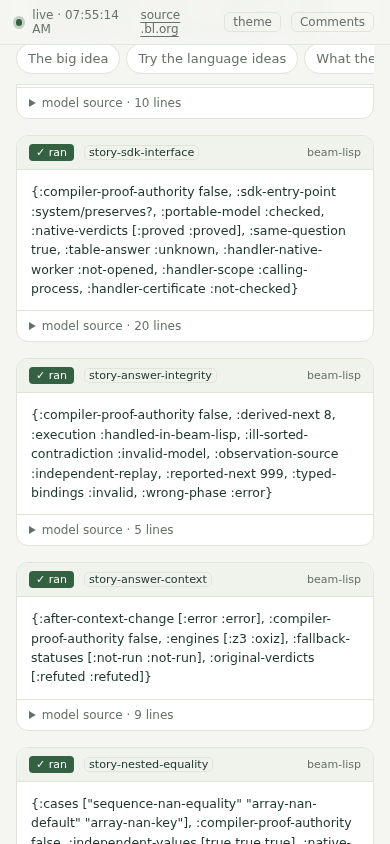 live · 07:55:14 AM
source .bl.org
theme
Comments
The big idea
Try the language ideas
What the
▶ model source · 10 lines
✓ ran story-sdk-interface beam-lisp
{:compiler-proof-authority false, :sdk-entry-point
:system/preserves?, :portable-model :checked,
:native-verdicts [:proved :proved], :same-question
true, :table-answer :unknown, :handler-native-
worker :not-opened, :handler-scope :calling-
process, :handler-certificate :not-checked}
▶ model source · 20 lines
✓ ran story-answer-integrity beam-lisp
{:compiler-proof-authority false, :derived-next 8,
:execution :handled-in-beam-lisp, :ill-sorted-
contradiction :invalid-model, :observation-source
:independent-replay, :reported-next 999, :typed-
bindings :invalid, :wrong-phase :error}
▶ model source · 5 lines
✓ ran story-answer-context beam-lisp
{:after-context-change [:error :error], :compiler-
proof-authority false, :engines [:z3 :oxiz], :fallback-
statuses [:not-run :not-run], :original-verdicts
[:refuted :refuted]}
▶ model source · 9 lines
✓ ran story-nested-equality beam-lisp
{:cases ["sequence-nan-equality" "array-nan-
default" "array-nan-key"], :compiler-proof-authority
false, :independent-values [true true true], :native-